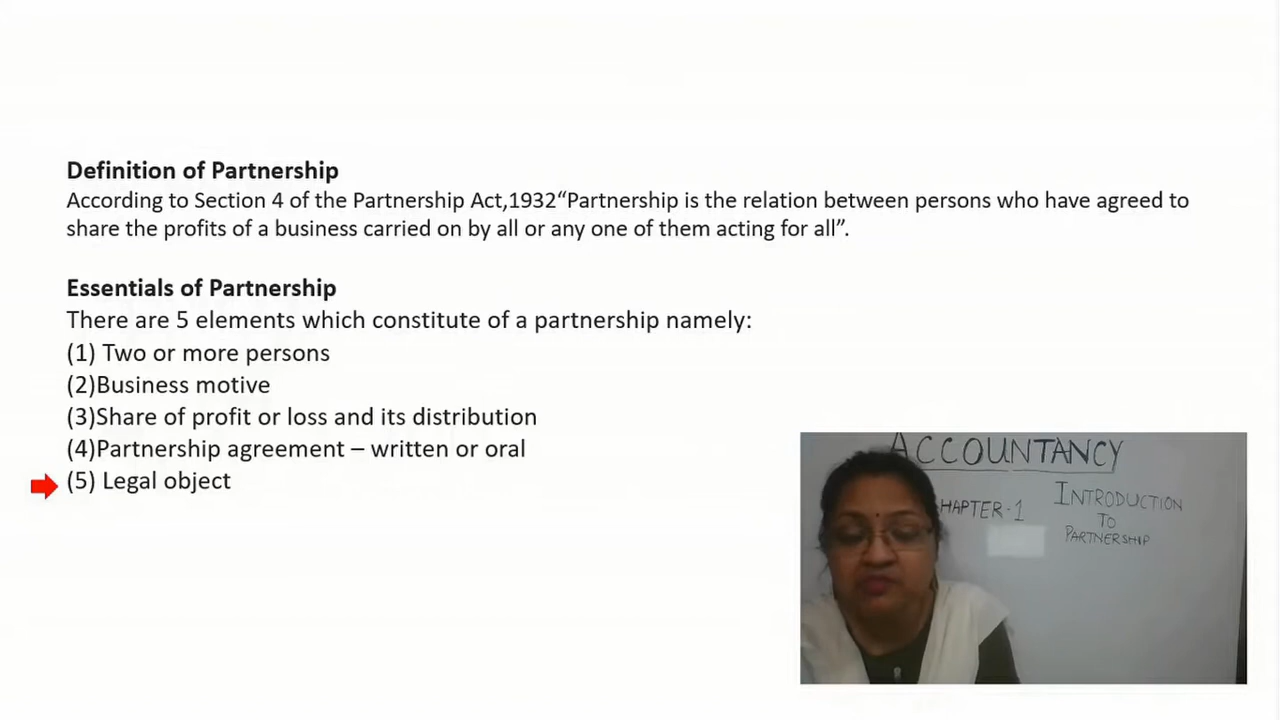 Definition of Partnership
According to Section 4 of the Partnership Act,1932“Partnership is the relation between persons who have agreed to
share the profits of a business carried on by all or any one of them acting for all”.
Essentials of Partnership
There are 5 elements which constitute of a partnership namely:
(1) Two or more persons
(2)Business motive
(3)Share of profit or loss and its distribution
(4)Partnership agreement – written or oral
(5) Legal object
ACCOUNTANCY
HAPTER-1
INTRODUCTION
TO
PARTNERSHIP